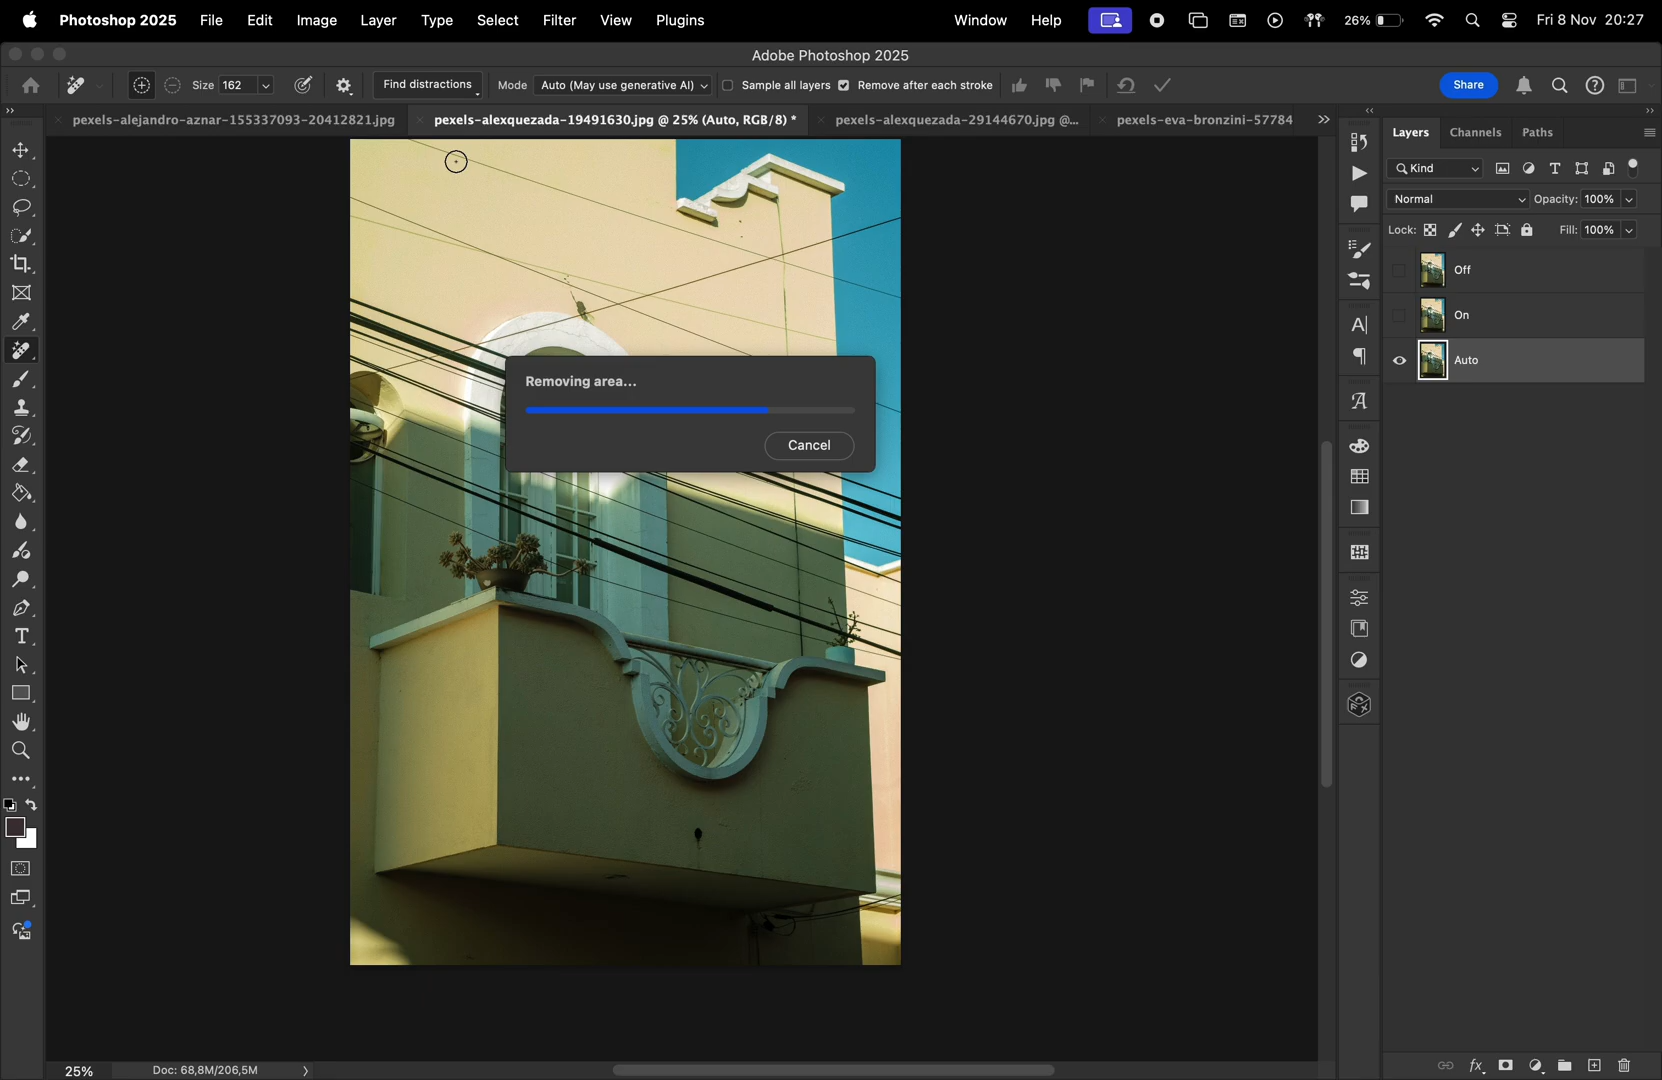 Photoshop 2025 File Edit Image Layer Type Select Filter View Plugins Window Help 26% Fri 8 Nov 20:27
Adobe Photoshop 2025
Size 162 Find distractions Mode Auto (May use generative AI) Sample all layers Remove after each stroke Share
pexels-alejandro-aznar-155337093-20412821.jpg pexels-alexquezada-19491630.jpg @ 25% (Auto, RGB/8) * pexels-alexquezada-29144670.jpg @... pexels-eva-bronzini-57784
Layers Channels Paths
Kind
Normal Opacity: 100%
Lock: Fill: 100%
Off
On
Auto
Removing area...
Cancel
25% Doc: 68,8M/206,5M